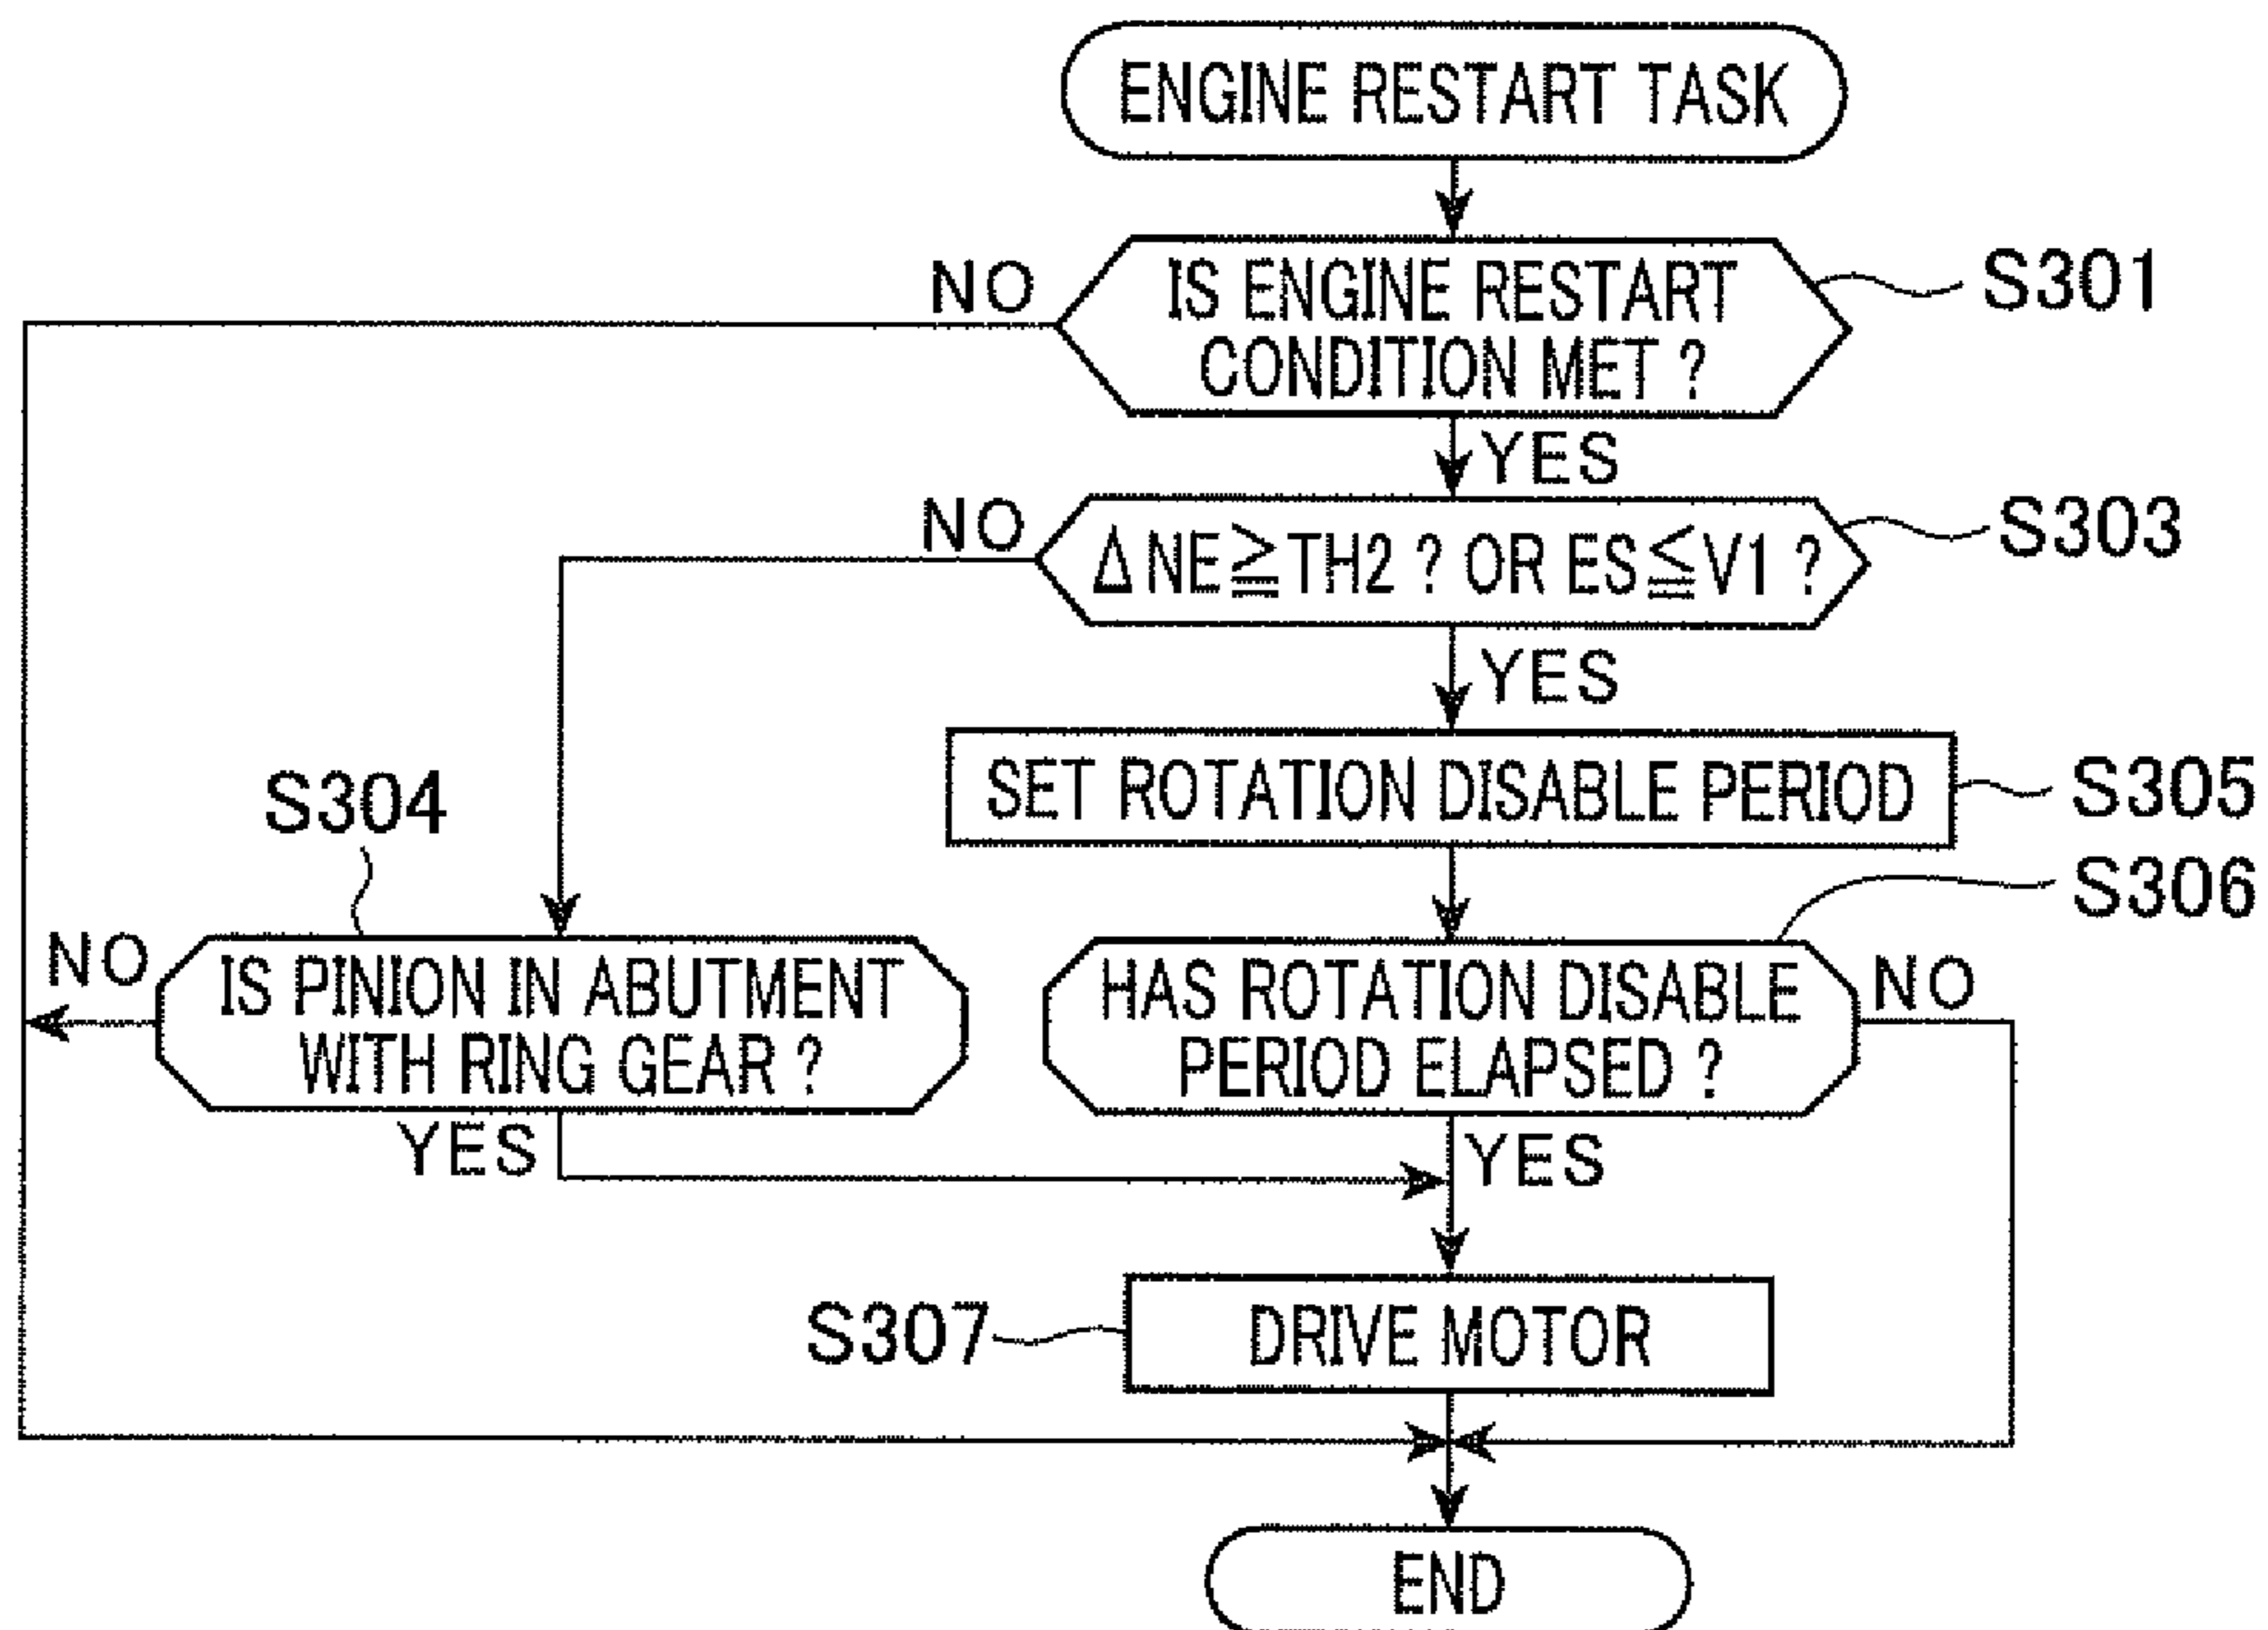 ENGINE RESTART TASK
NO
IS ENGINE RESTART
CONDITION MET ?
S301
YES
NO
Δ NE≧TH2 ? OR ES≦V1 ?
S303
YES
SET ROTATION DISABLE PERIOD
S305
S304
S306
NO
IS PINION IN ABUTMENT
WITH RING GEAR ?
HAS ROTATION DISABLE
PERIOD ELAPSED ?
NO
YES
YES
S307
DRIVE MOTOR
END